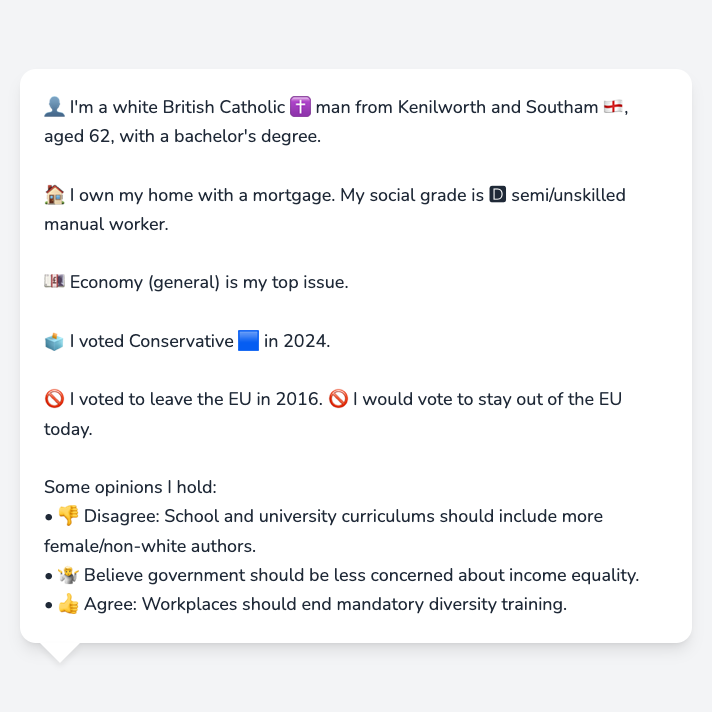 👤 I'm a white British Catholic ✝️ man from Kenilworth and Southam 🏴󠁧󠁢󠁥󠁮󠁧󠁿,
aged 62, with a bachelor's degree.
🏠 I own my home with a mortgage. My social grade is 🅳 semi/unskilled
manual worker.
💷 Economy (general) is my top issue.
🗳️ I voted Conservative 🟦 in 2024.
🚫 I voted to leave the EU in 2016. 🚫 I would vote to stay out of the EU
today.
Some opinions I hold:
• 👎 Disagree: School and university curriculums should include more
female/non-white authors.
• 🤷 Believe government should be less concerned about income equality.
• 👍 Agree: Workplaces should end mandatory diversity training.